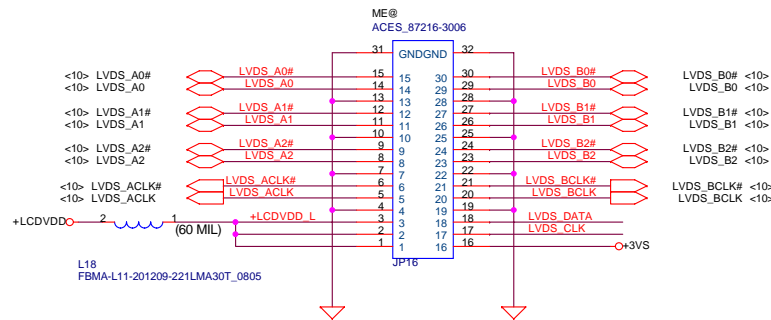 ME@
ACES_87216-3006
31 GNDGND 32
<10> LVDS_A0# LVDS_A0# 15 15 30 30 LVDS_B0# LVDS_B0# <10>
<10> LVDS_A0 LVDS_A0 14 14 29 29 LVDS_B0 LVDS_B0 <10>
13 13 28 28
<10> LVDS_A1# LVDS_A1# 12 12 27 27 LVDS_B1# LVDS_B1# <10>
<10> LVDS_A1 LVDS_A1 11 11 26 26 LVDS_B1 LVDS_B1 <10>
10 10 25 25
<10> LVDS_A2# LVDS_A2# 9 9 24 24 LVDS_B2# LVDS_B2# <10>
<10> LVDS_A2 LVDS_A2 8 8 23 23 LVDS_B2 LVDS_B2 <10>
7 7 22 22
<10> LVDS_ACLK# LVDS_ACLK# 6 6 21 21 LVDS_BCLK# LVDS_BCLK# <10>
<10> LVDS_ACLK LVDS_ACLK 5 5 20 20 LVDS_BCLK LVDS_BCLK <10>
4 4 19 19
+LCDVDD 2 1 +LCDVDD_L 3 3 18 18 LVDS_DATA
(60 MIL) 2 2 17 17 LVDS_CLK
1 1 16 16 +3VS
L18 JP16
FBMA-L11-201209-221LMA30T_0805